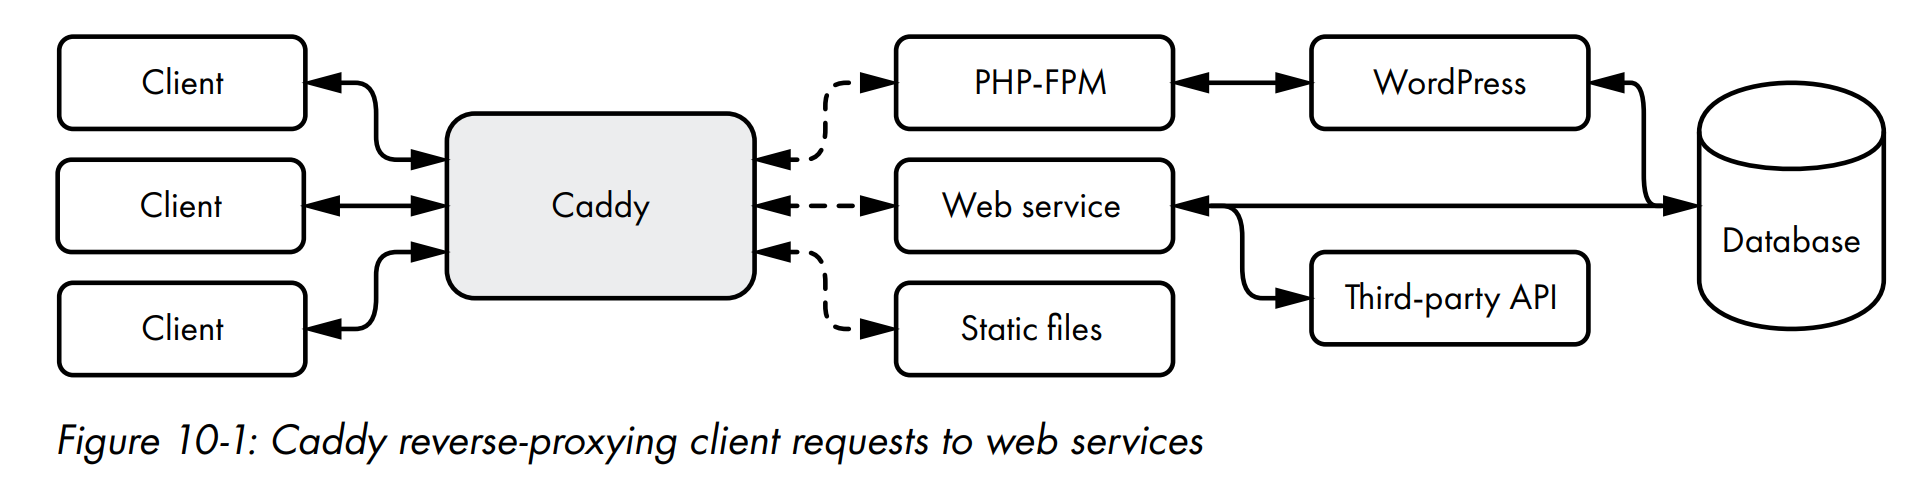 Client
Client
Client
Caddy
PHP-FPM
Web service
Static files
WordPress
Third-party API
Database
Figure 10-1: Caddy reverse-proxying client requests to web services